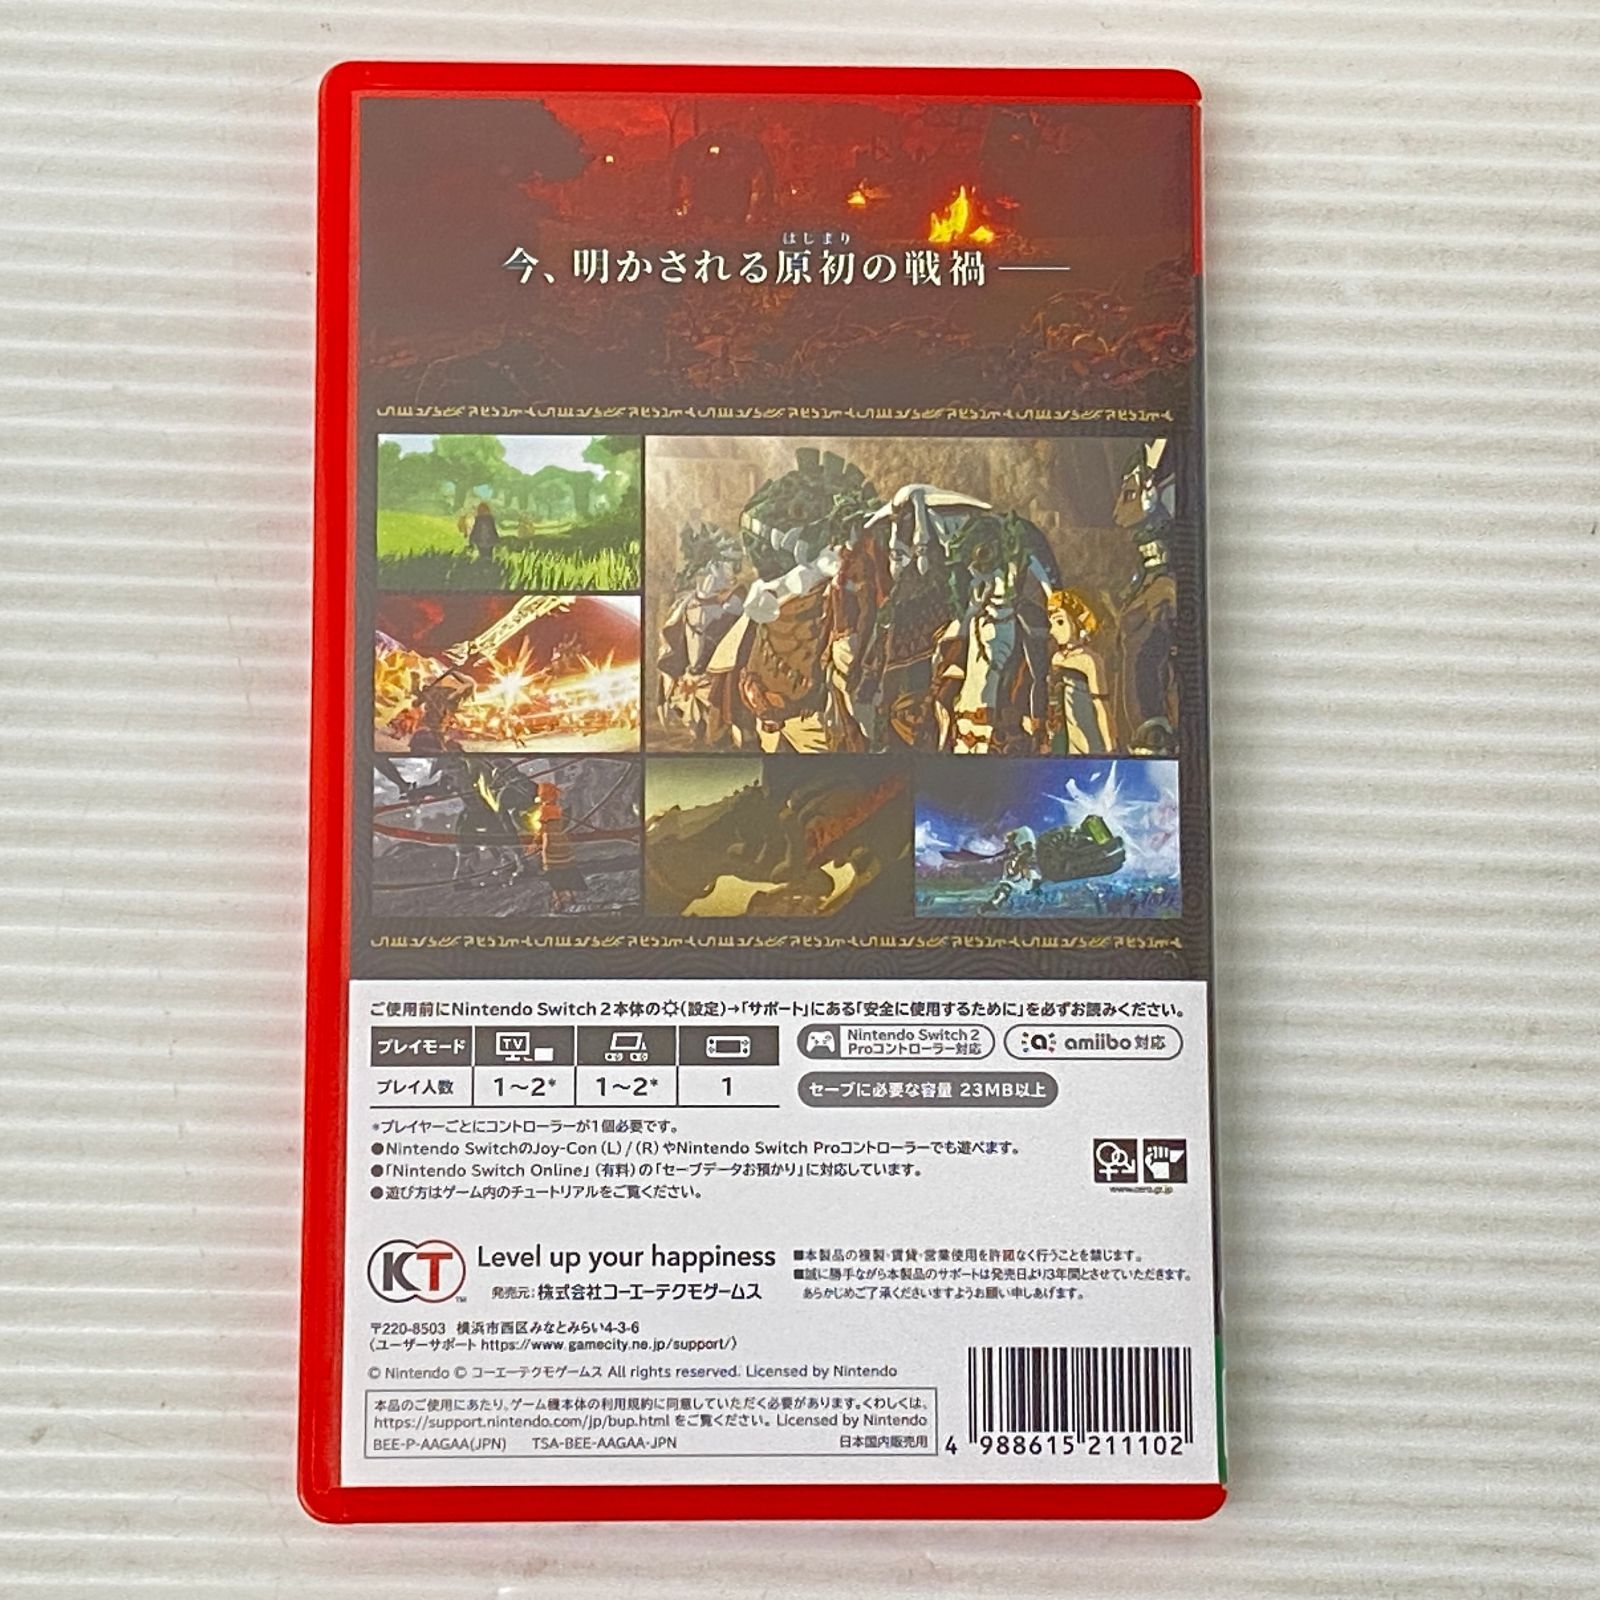 はじまり
今、明かされる原初の戦禍――
ご使用前にNintendo Switch 2本体の(設定)→「サポート」にある「安全に使用するために」を必ずお読みください。
プレイモード TV
プレイ人数 1～2* 1～2* 1
Nintendo Switch 2
Proコントローラー対応
amiibo 対応
セーブに必要な容量 23MB以上
*プレイヤーごとにコントローラーが1個必要です。
●Nintendo SwitchのJoy-Con(L)/(R)やNintendo Switch Proコントローラーでも遊べます。
●「Nintendo Switch Online」(有料)の「セーブデータお預かり」に対応しています。
●遊び方はゲーム内のチュートリアルをご覧ください。
www.cero.gr.jp
KT TM
Level up your happiness
発売元:株式会社コーエーテクモゲームス
■本製品の複製・賃貸・営業使用を許諾なく行うことを禁じます。
■誠に勝手ながら本製品のサポートは発売日より3年間とさせていただきます。
あらかじめご了承くださいますようお願い申しあげます。
〒220-8503 横浜市西区みなとみらい4-3-6
〈ユーザーサポート https://www.gamecity.ne.jp/support/〉
© Nintendo © コーエーテクモゲームス All rights reserved. Licensed by Nintendo
本品のご使用にあたり、ゲーム機本体の利用規約に同意していただく必要があります。くわしくは、
https://support.nintendo.com/jp/bup.html をご覧ください。Licensed by Nintendo
BEE-P-AAGAA(JPN) TSA-BEE-AAGAA-JPN 日本国内販売用
4 988615 211102